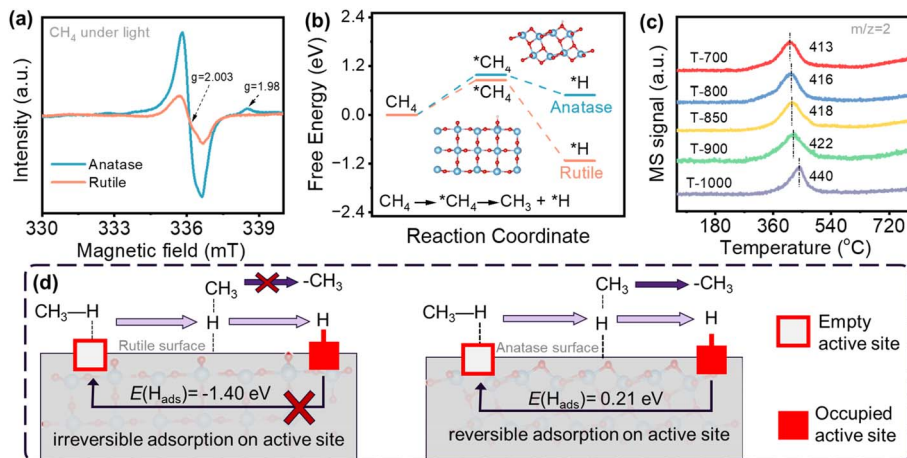 (a)
CH₄ under light
g=2.003
g=1.98
Anatase
Rutile
Intensity (a.u.)
330 333 336 339
Magnetic field (mT)
(b)
Free Energy (eV)
2.4
1.2
0.0
−1.2
−2.4
CH₄
*CH₄
*CH₄
*H
Anatase
*H
Rutile
CH₄ → *CH₄ → CH₃ + *H
Reaction Coordinate
(c)
m/z=2
MS signal (a.u.)
T-700 413
T-800 416
T-850 418
T-900 422
T-1000 440
180 360 540 720
Temperature (°C)
(d)
CH₃ -CH₃
CH₃—H
H
H
Rutile surface
E(Hads)= -1.40 eV
irreversible adsorption on active site
CH₃ -CH₃
CH₃—H
H
H
Anatase surface
E(Hads)= 0.21 eV
reversible adsorption on active site
Empty
active site
Occupied
active site